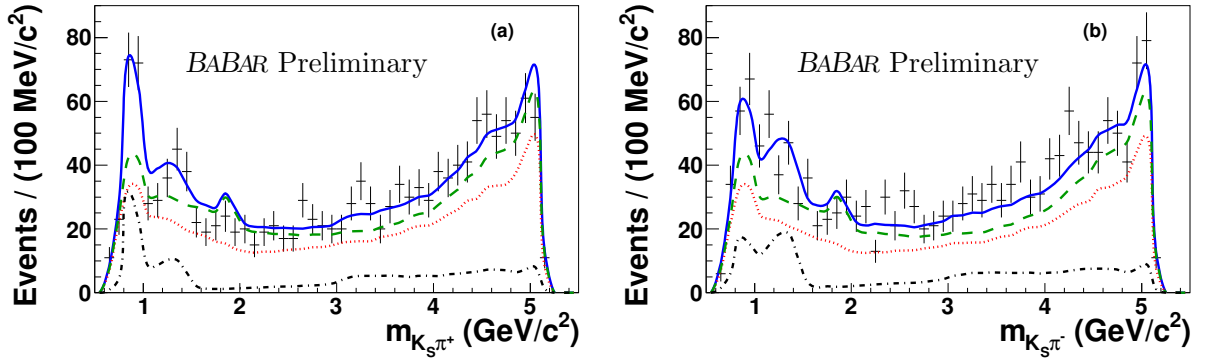 Events / (100 MeV/c²)
80
60
40
20
0
(a)
BABAR Preliminary
1 2 3 4 5
m_{K_Sπ⁺} (GeV/c²)
Events / (100 MeV/c²)
80
60
40
20
0
(b)
BABAR Preliminary
1 2 3 4 5
m_{K_Sπ⁻} (GeV/c²)